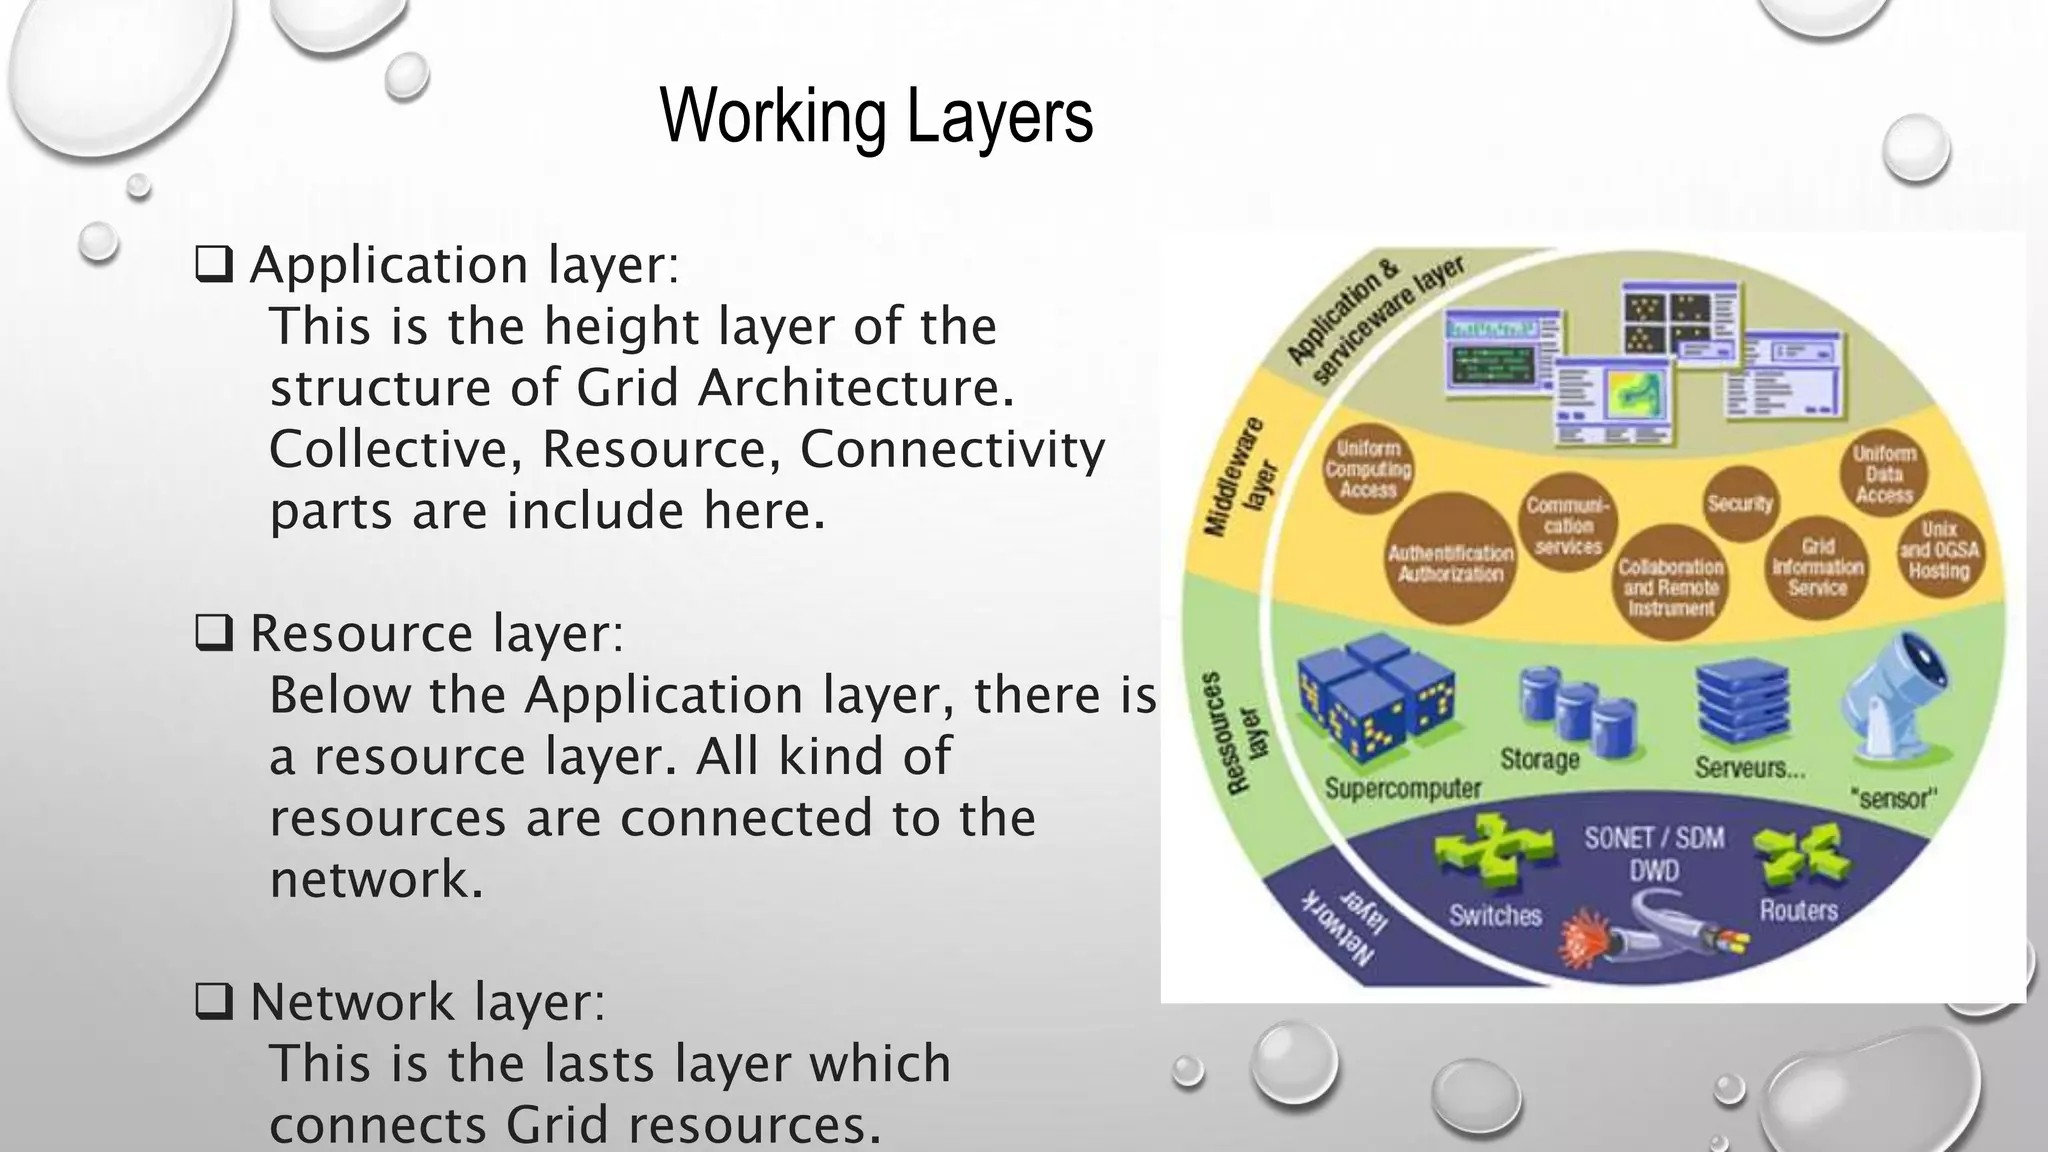 Working Layers
❑ Application layer:
This is the height layer of the
structure of Grid Architecture.
Collective, Resource, Connectivity
parts are include here.
❑ Resource layer:
Below the Application layer, there is
a resource layer. All kind of
resources are connected to the
network.
❑ Network layer:
This is the lasts layer which
connects Grid resources.
Application &
serviceware layer
Middleware
layer
Uniform
Computing
Access
Authentification
Authorization
Communi-
cation
services
Collaboration
and Remote
Instrument
Security
Grid
Information
Service
Uniform
Data
Access
Unix
and OGSA
Hosting
Ressources
layer
Supercomputer
Storage
Serveurs...
"sensor"
Network
layer
Switches
SONET / SDM
DWD
Routers